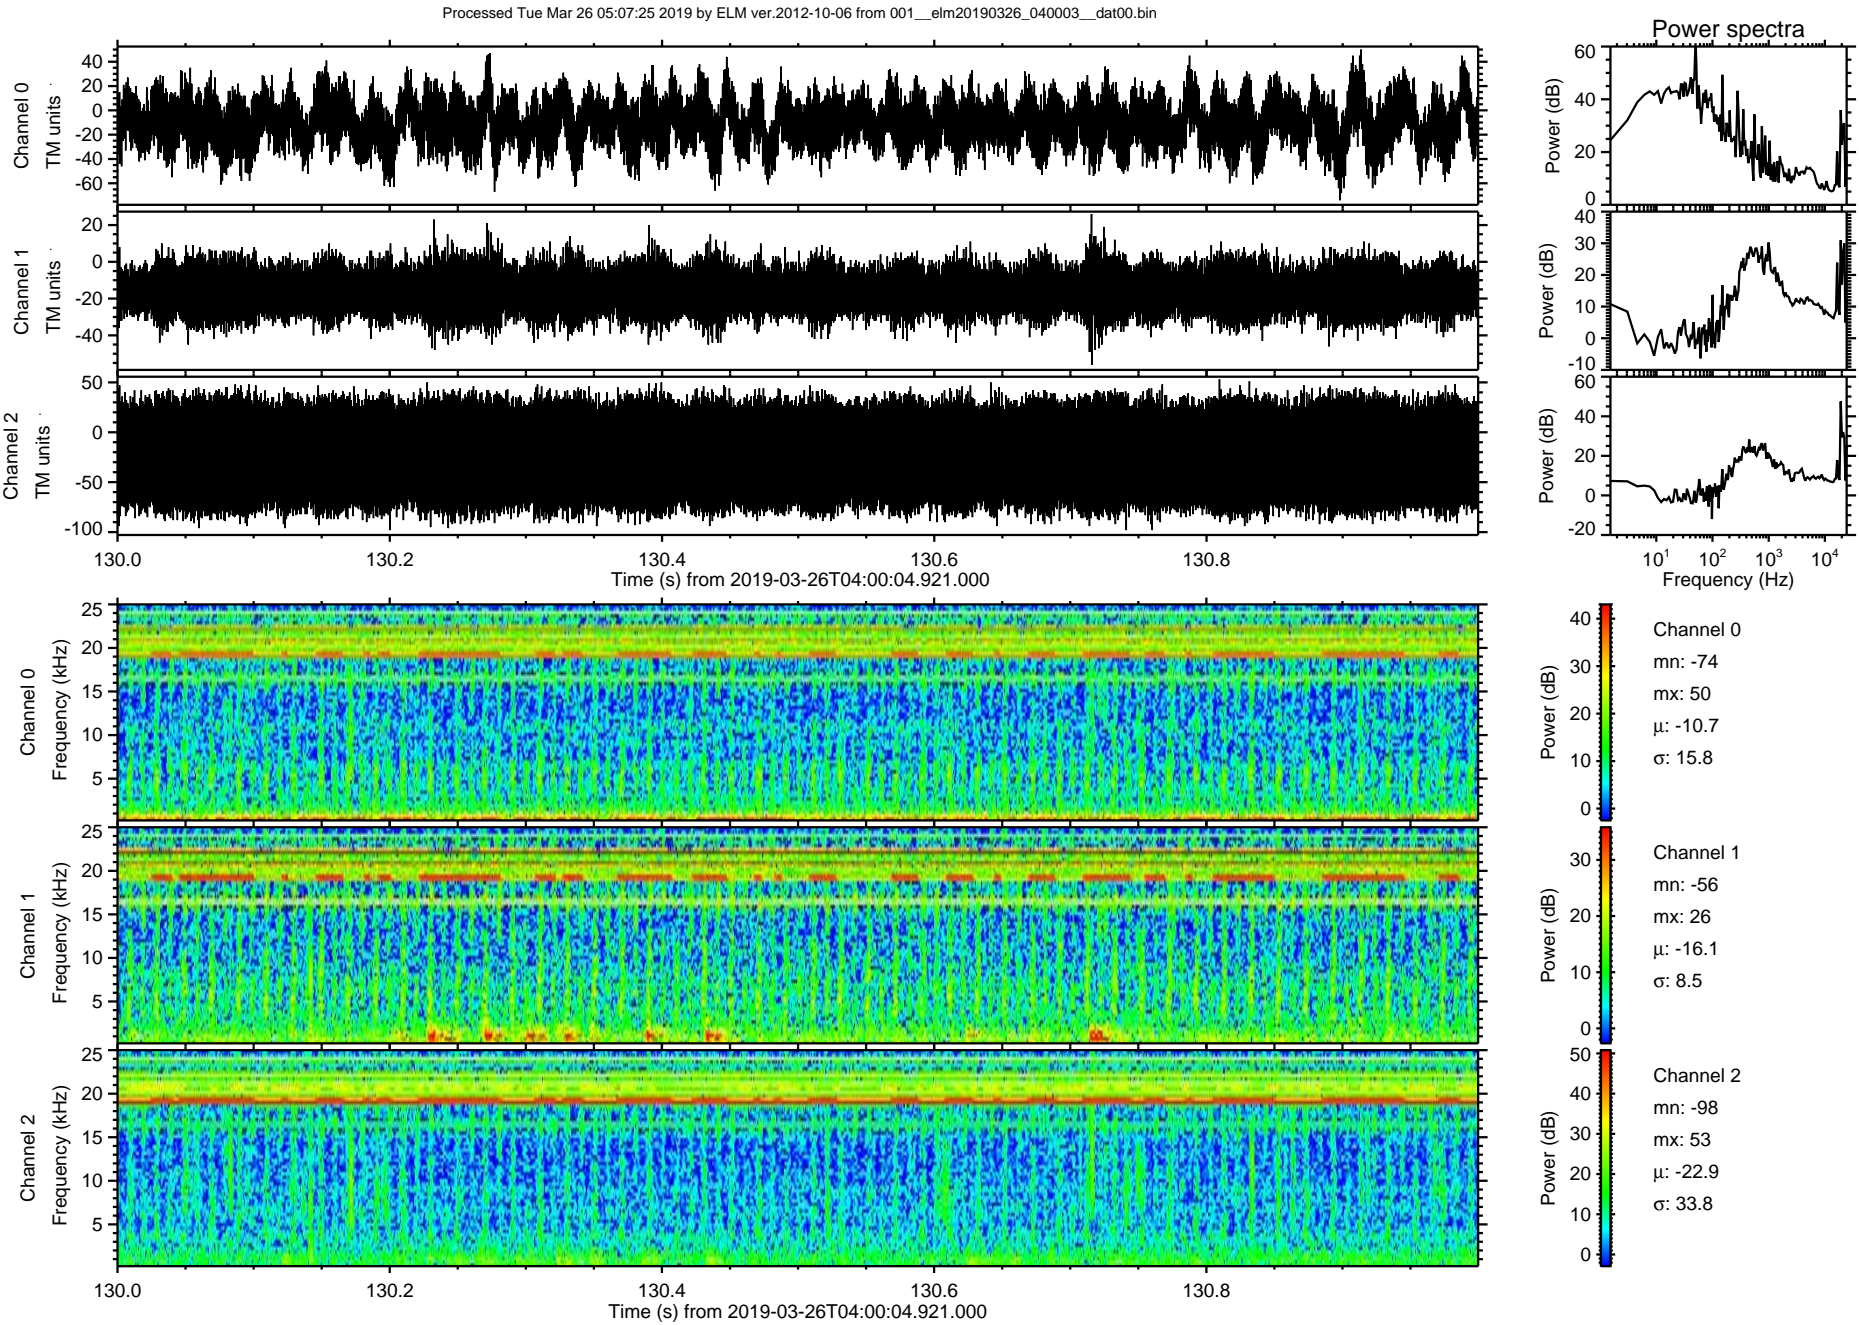 Processed Tue Mar 26 05:07:25 2019 by ELM ver.2012-10-06 from 001__elm20190326_040003__dat00.bin
Power spectra
Channel 0
TM units
40
20
0
-20
-40
-60
Power (dB)
60
40
20
0
Channel 1
TM units
20
0
-20
-40
Power (dB)
40
30
20
10
0
-10
Channel 2
TM units
50
0
-50
-100
Power (dB)
60
40
20
0
-20
130.0 130.2 130.4 130.6 130.8
Time (s) from 2019-03-26T04:00:04.921.000
10¹ 10² 10³ 10⁴
Frequency (Hz)
Channel 0
Frequency (kHz)
25
20
15
10
5
Power (dB)
40
30
20
10
0
Channel 0
mn: -74
mx: 50
μ: -10.7
σ: 15.8
Channel 1
Frequency (kHz)
25
20
15
10
5
Power (dB)
30
20
10
0
Channel 1
mn: -56
mx: 26
μ: -16.1
σ: 8.5
Channel 2
Frequency (kHz)
25
20
15
10
5
Power (dB)
50
40
30
20
10
0
Channel 2
mn: -98
mx: 53
μ: -22.9
σ: 33.8
130.0 130.2 130.4 130.6 130.8
Time (s) from 2019-03-26T04:00:04.921.000